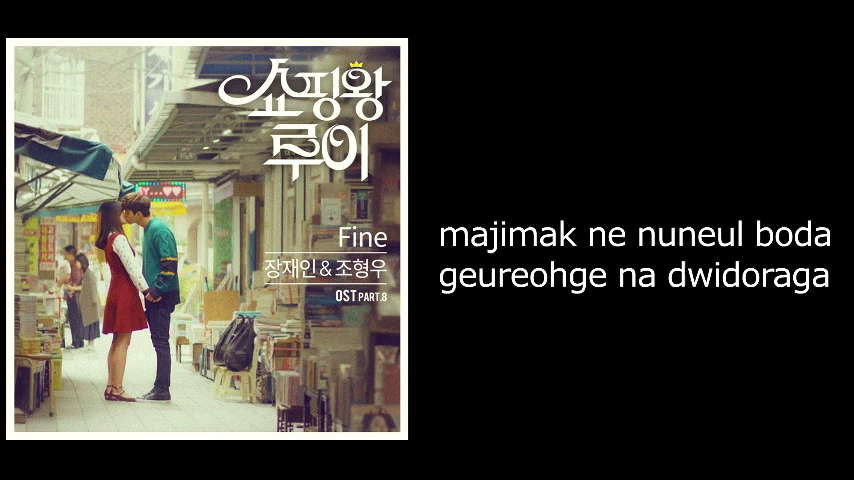 쇼핑왕
루이
Fine
장재인 & 조형우
OST PART.8
majimak ne nuneul boda
geureohge na dwidoraga